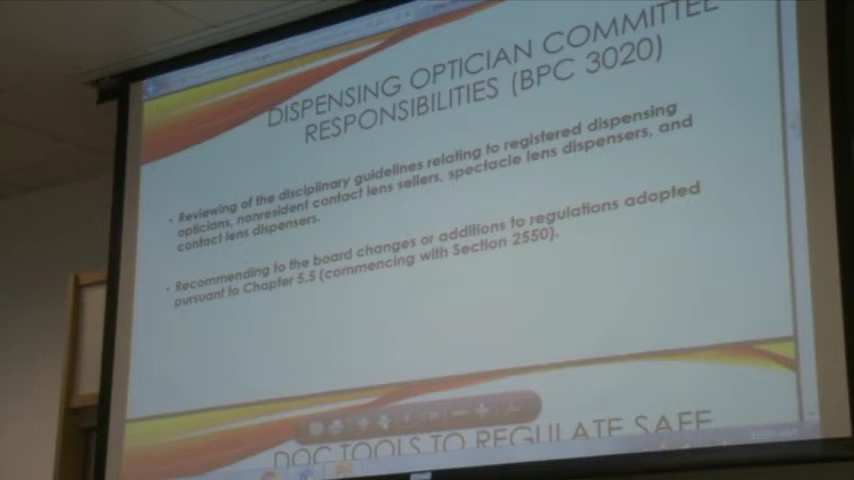 DISPENSING OPTICIAN COMMITTEE
RESPONSIBILITIES (BPC 3020)
• Reviewing of the disciplinary guidelines relating to registered dispensing
opticians, nonresident contact lens sellers, spectacle lens dispensers, and
contact lens dispensers.
• Recommending to the board changes or additions to regulations adopted
pursuant to Chapter 5.5 (commencing with Section 2550).
DOC TOOLS TO REGULATE SAFE